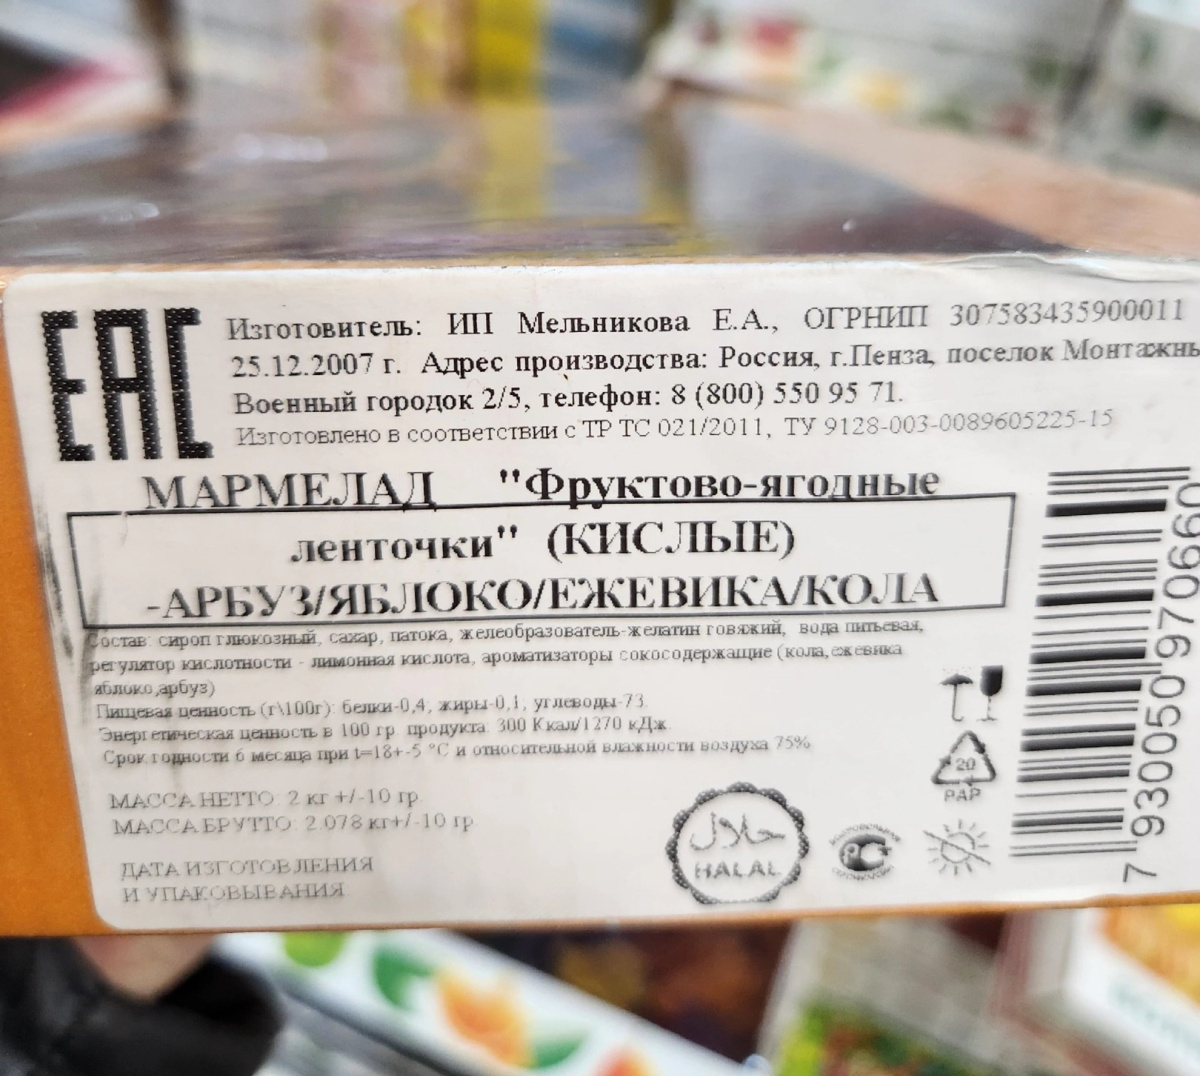 ЕАС
Изготовитель: ИП Мельникова Е.А., ОГРНИП 307583435900011
25.12.2007 г. Адрес производства: Россия, г.Пенза, поселок Монтажны
Военный городок 2/5, телефон: 8 (800) 550 95 71.
Изготовлено в соответствии с ТР ТС 021/2011, ТУ 9128-003-0089605225-15
МАРМЕЛАД "Фруктово-ягодные
ленточки" (КИСЛЫЕ)
-АРБУЗ/ЯБЛОКО/ЕЖЕВИКА/КОЛА
Состав: сироп глюкозный, сахар, патока, желеобразователь-желатин говяжий, вода питьевая,
регулятор кислотности - лимонная кислота, ароматизаторы сокосодержащие (кола,ежевика
яблоко,арбуз)
Пищевая ценность (г\100г): белки-0,4, жиры-0,1, углеводы-73.
Энергетическая ценность в 100 гр. продукта: 300 Ккал/1270 кДж.
Срок годности 6 месяца при t=18+-5 °С и относительной влажности воздуха 75%
МАССА НЕТТО: 2 кг +/-10 гр.
МАССА БРУТТО: 2.078 кг+/-10 гр.
ДАТА ИЗГОТОВЛЕНИЯ
И УПАКОВЫВАНИЯ
حلال
HALAL
20
PAP
7 930050 970660